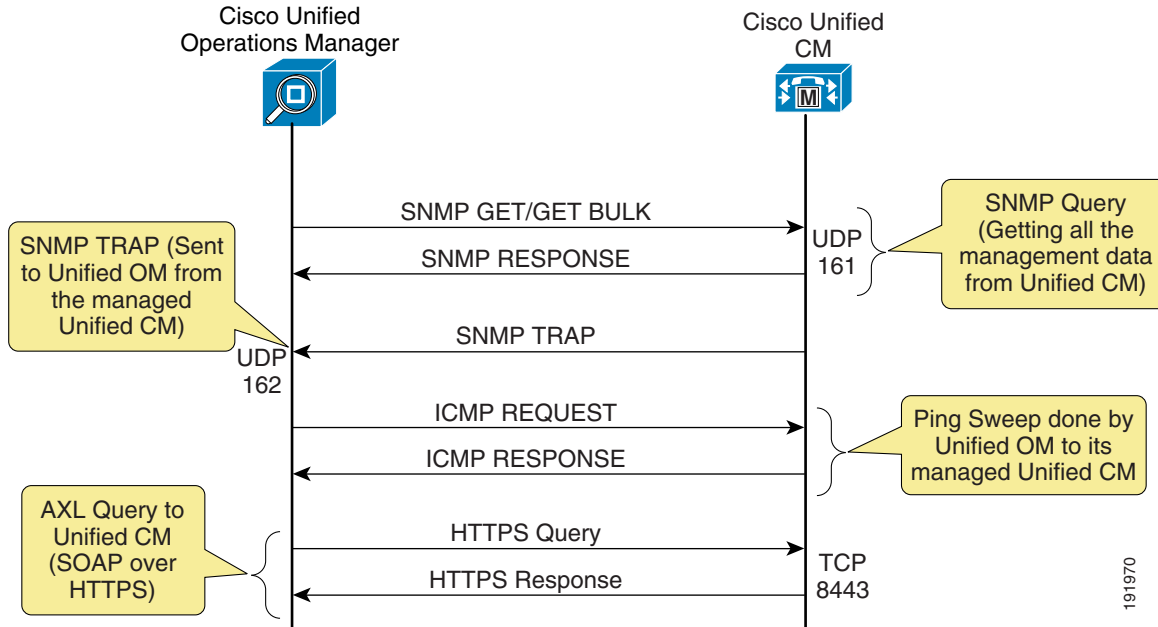 Cisco Unified
Operations Manager
Cisco Unified
CM
M
SNMP GET/GET BULK
UDP
161
SNMP RESPONSE
SNMP Query
(Getting all the
management data
from Unified CM)
SNMP TRAP (Sent
to Unified OM from
the managed
Unified CM)
SNMP TRAP
UDP
162
ICMP REQUEST
ICMP RESPONSE
Ping Sweep done by
Unified OM to its
managed Unified CM
AXL Query to
Unified CM
(SOAP over
HTTPS)
HTTPS Query
HTTPS Response
TCP
8443
191970